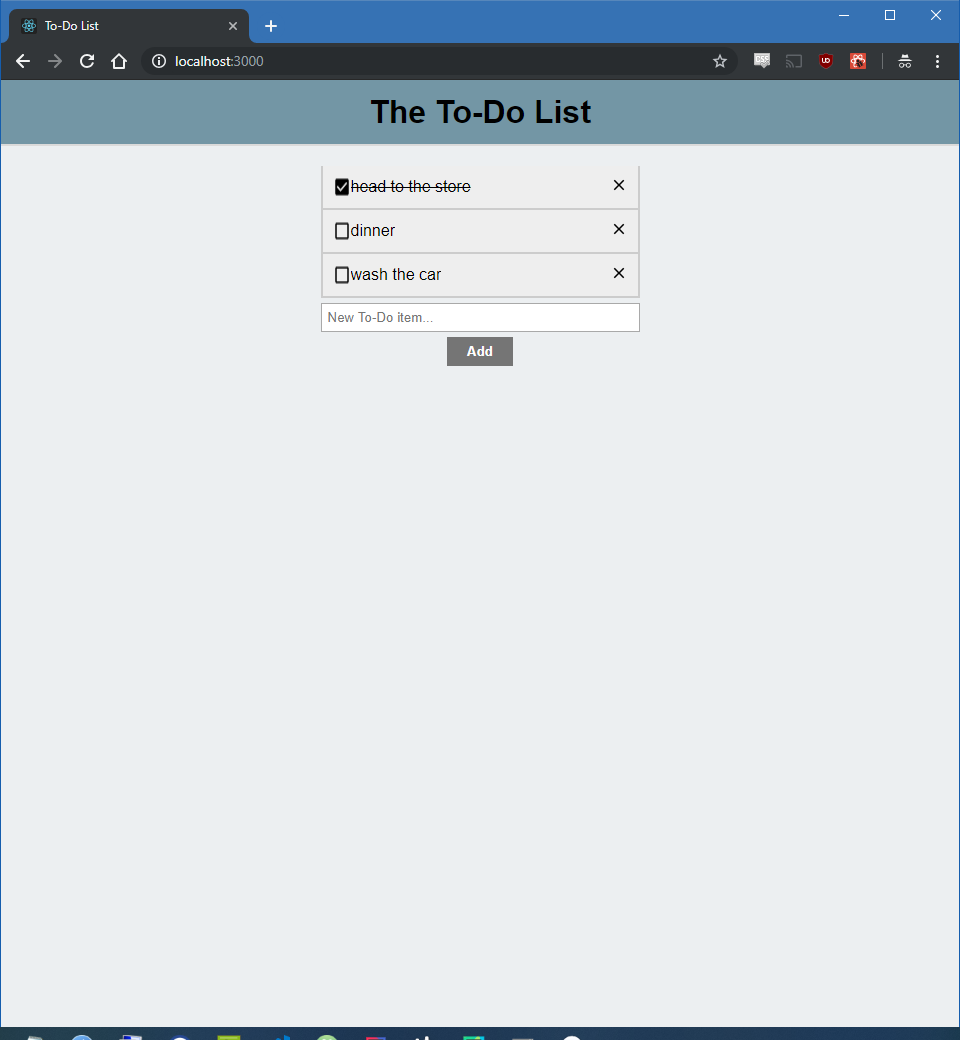 To-Do List
localhost:3000
The To-Do List
head to the store
dinner
wash the car
New To-Do item...
Add